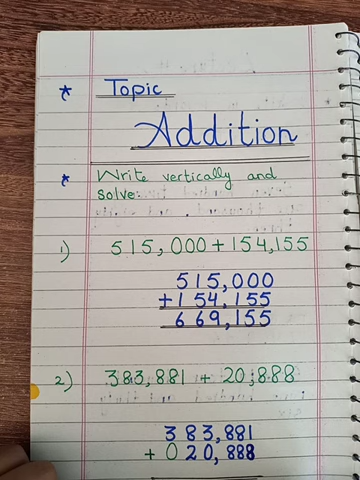 * Topic
Addition
* Write vertically and
solve:
1) 515,000 + 154,155
515,000
+154,155
669,155
2) 383,881 + 20,888
383,881
+ 020,888